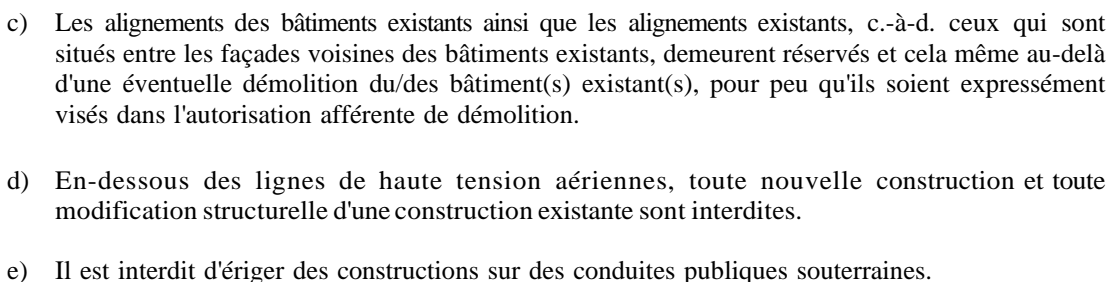 c) Les alignements des bâtiments existants ainsi que les alignements existants, c.-à-d. ceux qui sont
situés entre les façades voisines des bâtiments existants, demeurent réservés et cela même au-delà
d'une éventuelle démolition du/des bâtiment(s) existant(s), pour peu qu'ils soient expressément
visés dans l'autorisation afférente de démolition.
d) En-dessous des lignes de haute tension aériennes, toute nouvelle construction et toute
modification structurelle d'une construction existante sont interdites.
e) Il est interdit d'ériger des constructions sur des conduites publiques souterraines.